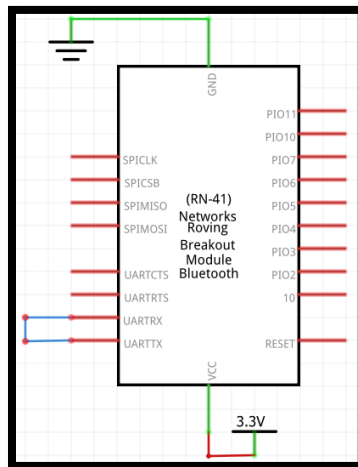 GND
PIO11
PIO10
SPICLK PIO7
SPICSB PIO6
SPIMISO PIO5
SPIMOSI PIO4
PIO3
UARTCTS PIO2
UARTRTS 10
UARTRX
UARTTX RESET
(RN-41)
Networks
Roving
Breakout
Module
Bluetooth
VCC
3.3V